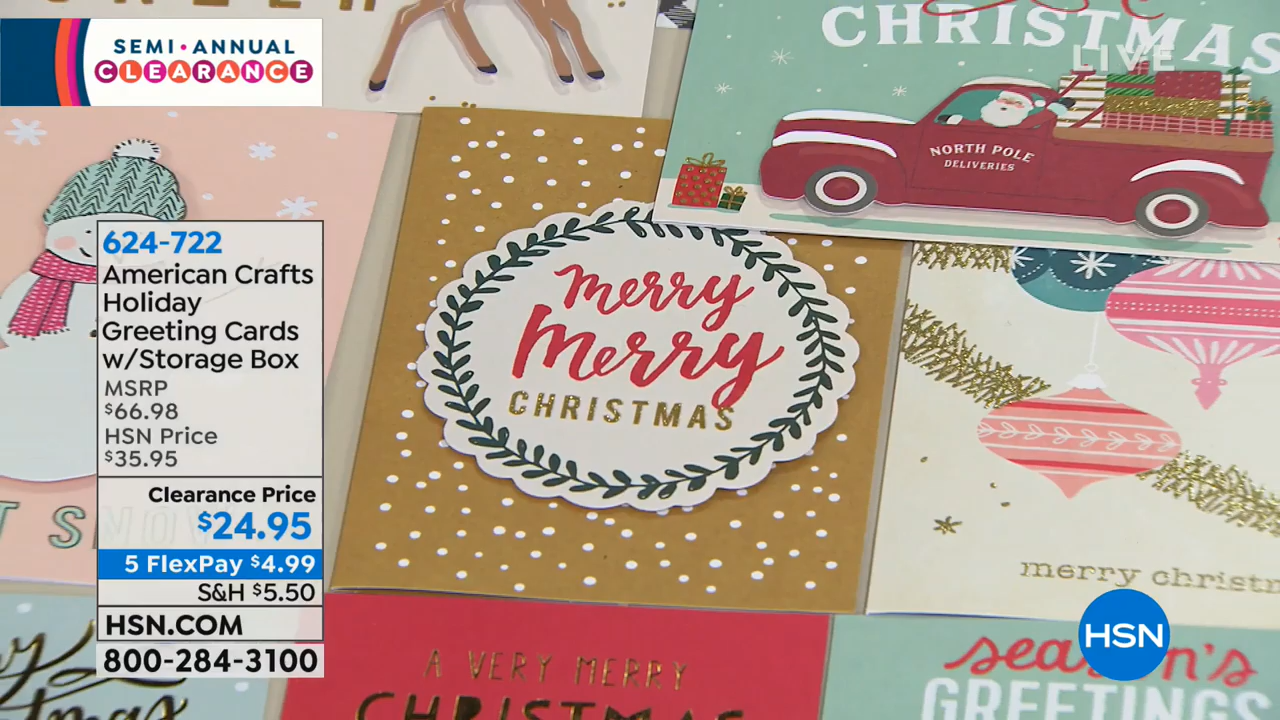 SEMI•ANNUAL
CLEARANCE
CHRISTMAS
LIVE
NORTH POLE
DELIVERIES
624-722
American Crafts
Holiday
Greeting Cards
w/Storage Box
MSRP
$66.98
HSN Price
$35.95
Clearance Price
$24.95
5 FlexPay $4.99
S&H $5.50
HSN.COM
800-284-3100
merry
Merry
CHRISTMAS
merry christm
A VERY MERRY
CHRISTMAS
season's
GREETINGS
HSN